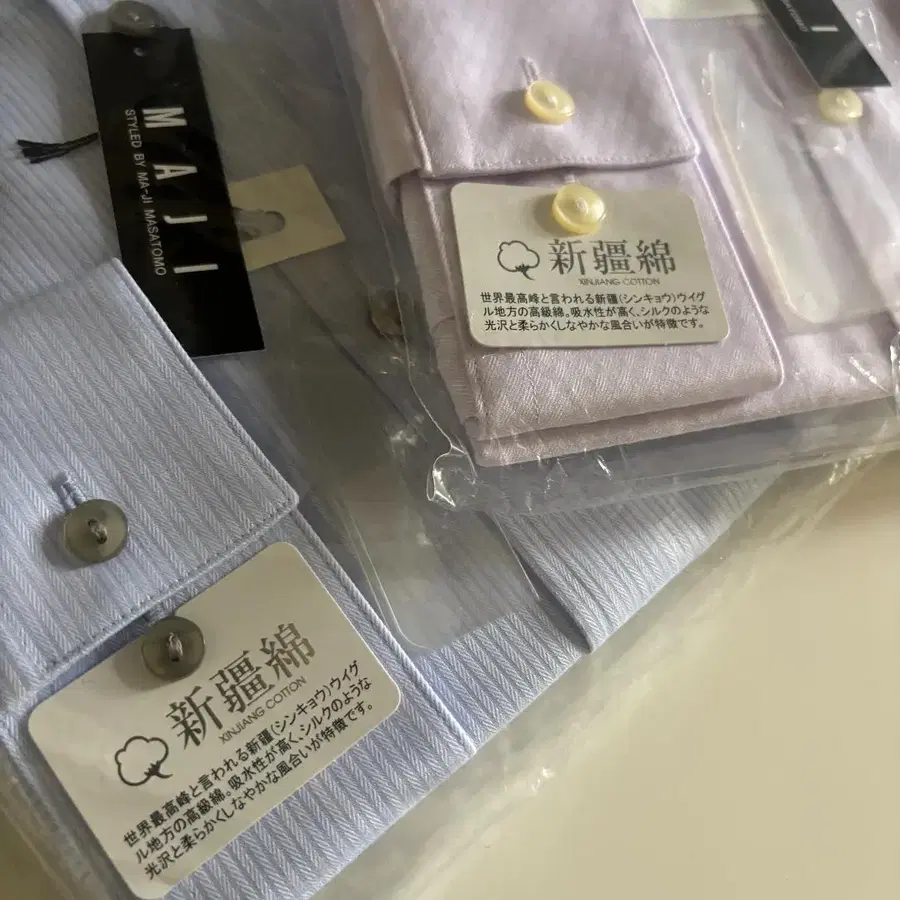 MAJI
STYLED BY MA-JI MASATOMO
新疆綿
XINJIANG COTTON
世界最高峰と言われる新疆(シンキョウ)ウイグ
ル地方の高級綿。吸水性が高く、シルクのような
光沢と柔らかくしなやかな風合いが特徴です。
新疆綿
XINJIANG COTTON
世界最高峰と言われる新疆(シンキョウ)ウイグ
ル地方の高級綿。吸水性が高く、シルクのような
光沢と柔らかくしなやかな風合いが特徴です。